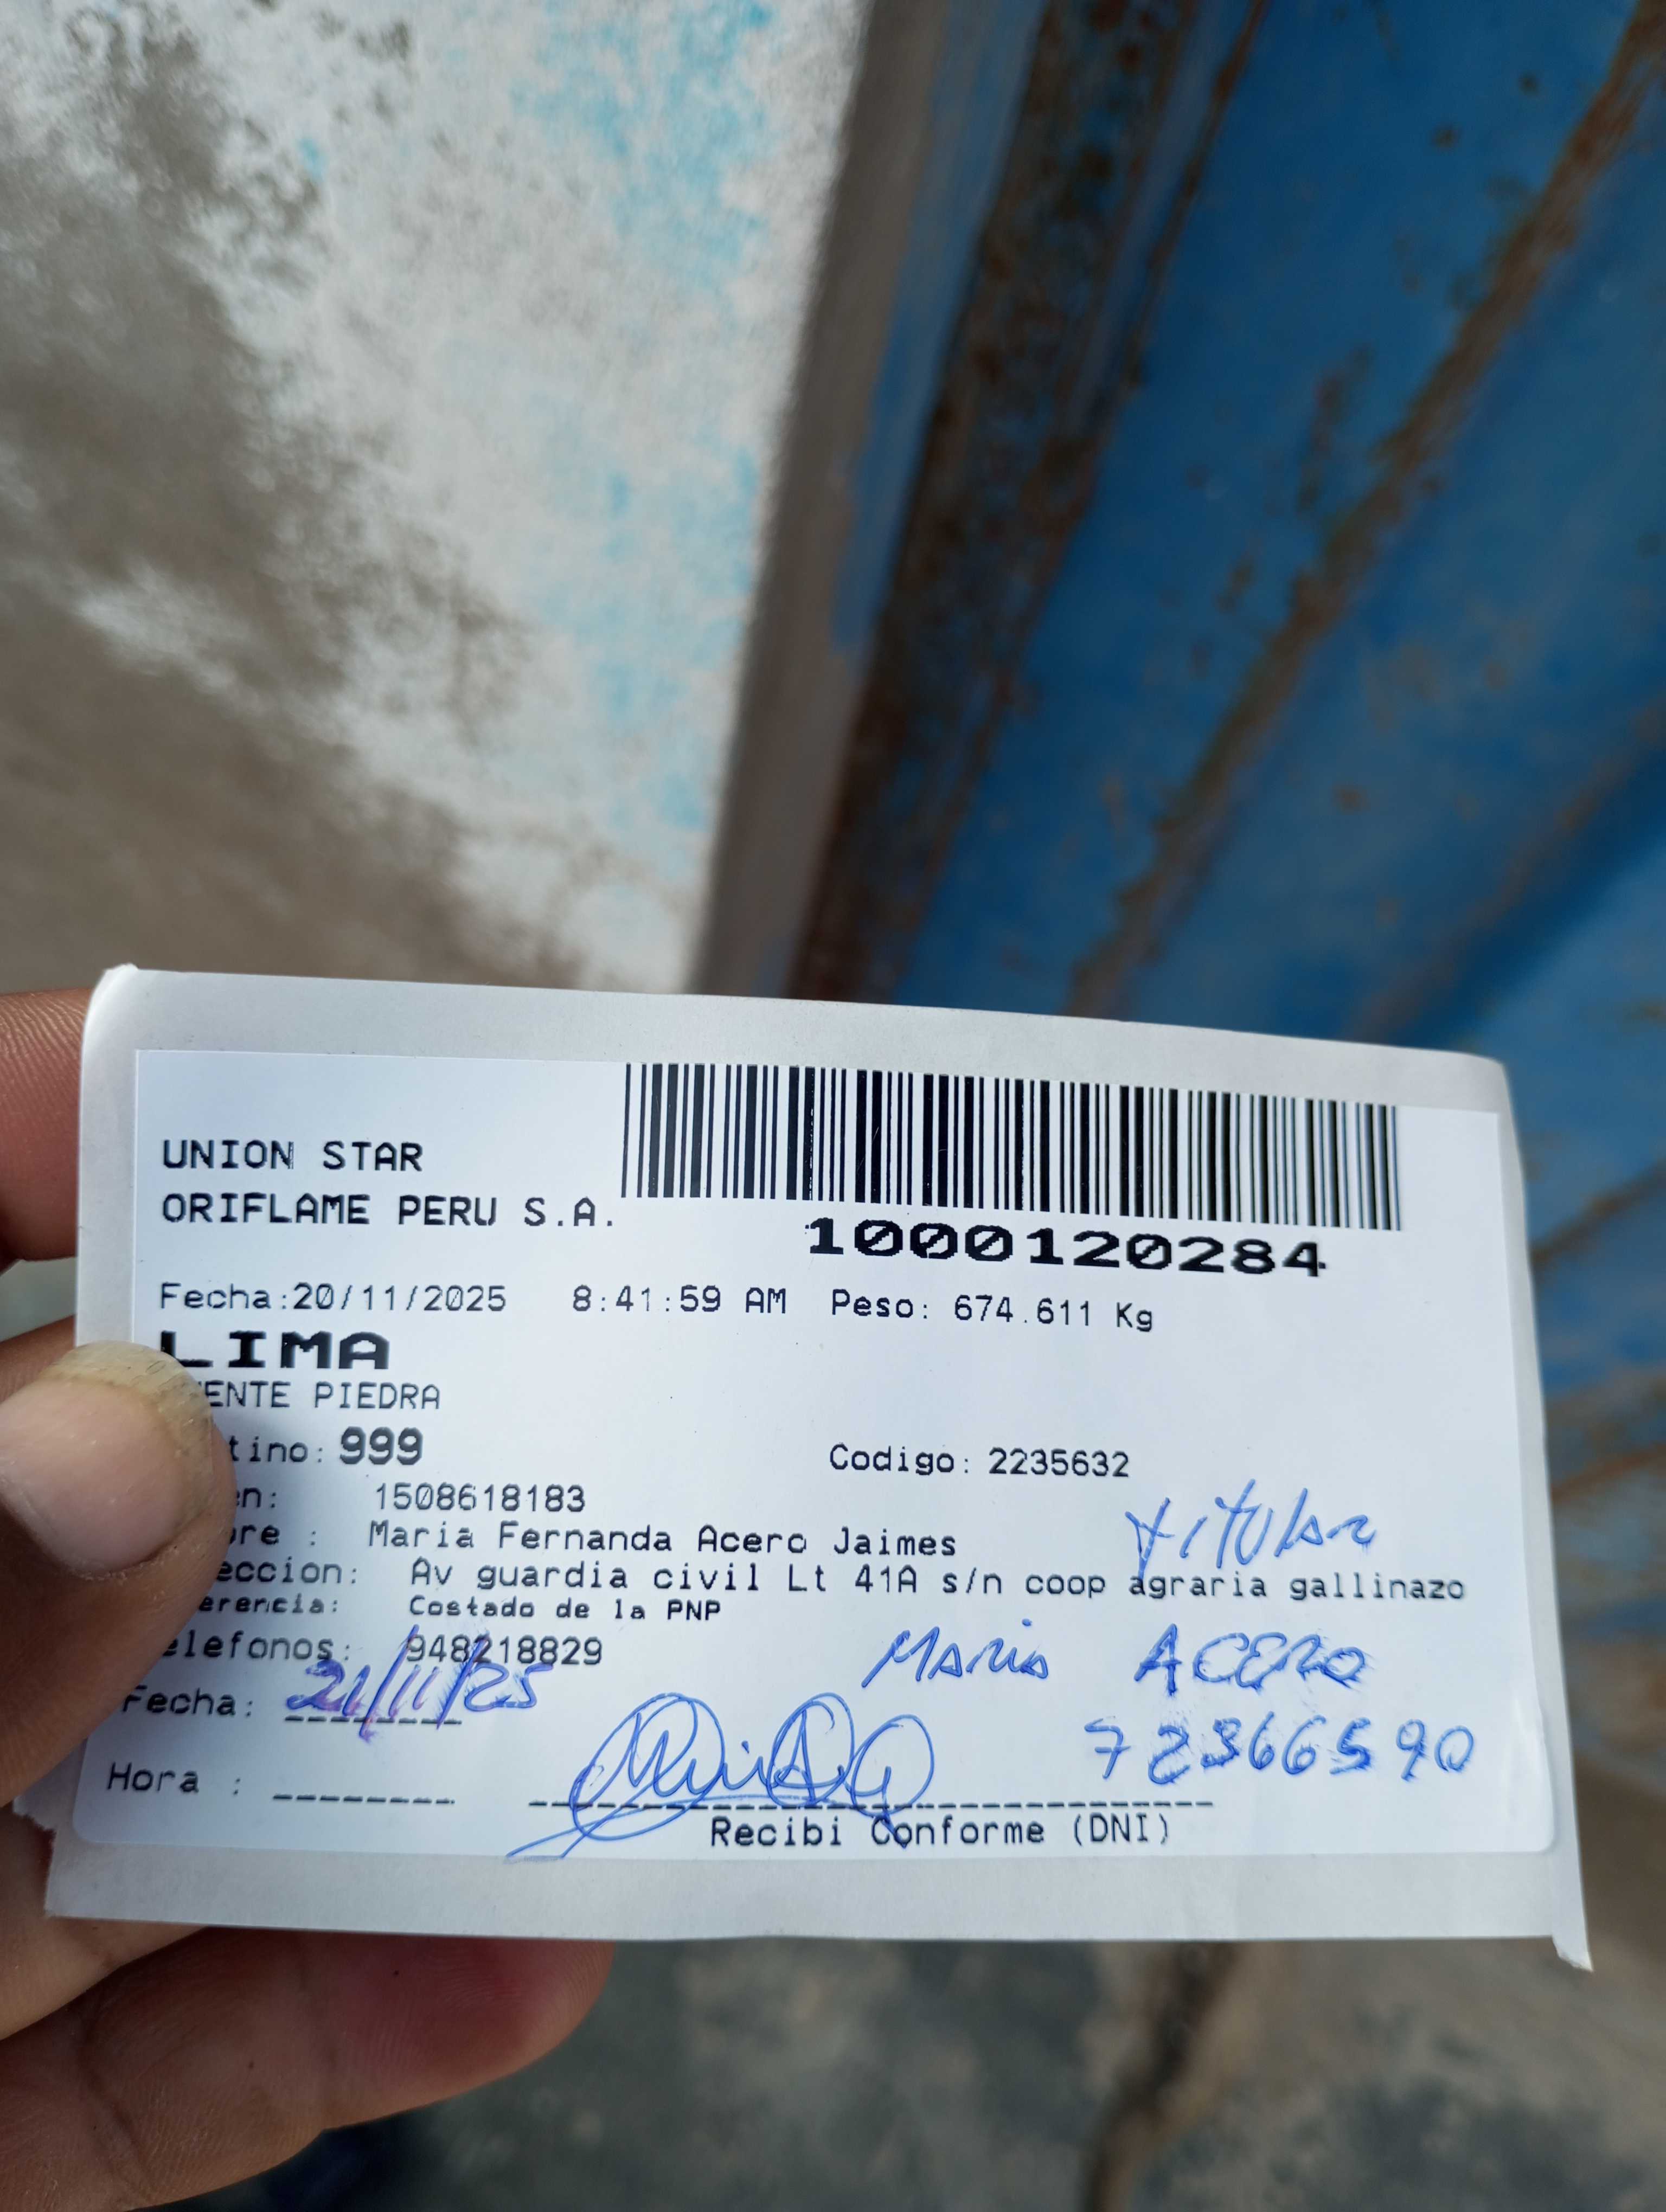 UNION STAR
ORIFLAME PERU S.A.
1000120284
Fecha:20/11/2025 8:41:59 AM Peso: 674.611 Kg
LIMA
ENTE PIEDRA
tino: 999 Codigo: 2235632
en: 1508618183
bre : Maria Fernanda Acero Jaimes
titular
eccion: Av guardia civil Lt 41A s/n coop agraria gallinazo
erencia: Costado de la PNP
elefonos: 948218829
Maria ACERO
Fecha: 21/11/25
72366590
Hora :
Recibi Conforme (DNI)